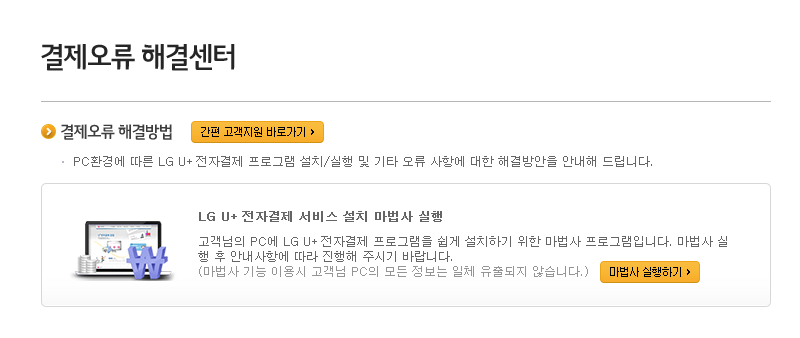 결제오류 해결센터
결제오류 해결방법 간편 고객지원 바로가기 >
· PC환경에 따른 LG U+ 전자결제 프로그램 설치/실행 및 기타 오류 사항에 대한 해결방안을 안내해 드립니다.
LG U+ 전자결제 서비스 설치 마법사 실행
고객님의 PC에 LG U+ 전자결제 프로그램을 쉽게 설치하기 위한 마법사 프로그램입니다. 마법사 실
행 후 안내사항에 따라 진행해 주시기 바랍니다.
(마법사 기능 이용시 고객님 PC의 모든 정보는 일체 유출되지 않습니다.) 마법사 실행하기 >